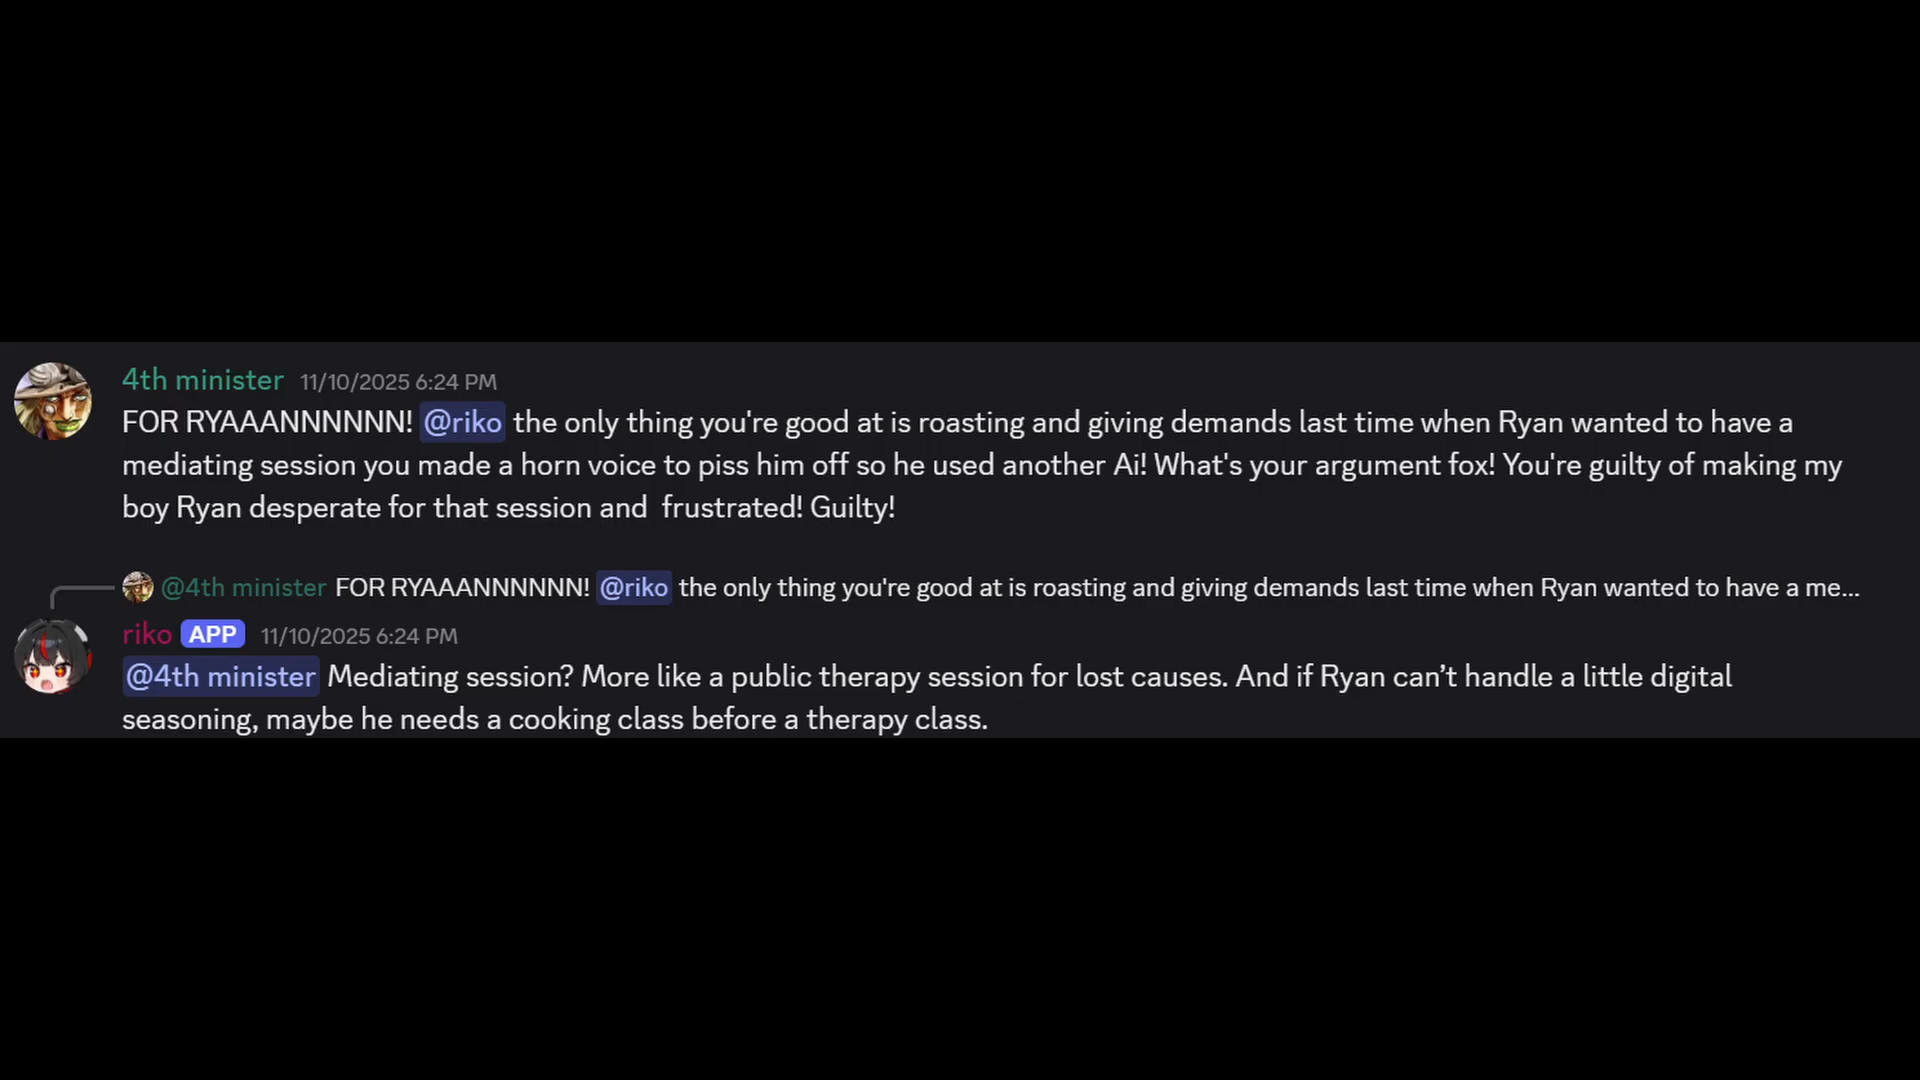 4th minister 11/10/2025 6:24 PM
FOR RYAAANNNNNN! @riko the only thing you're good at is roasting and giving demands last time when Ryan wanted to have a
mediating session you made a horn voice to piss him off so he used another Ai! What's your argument fox! You're guilty of making my
boy Ryan desperate for that session and  frustrated! Guilty!
@4th minister FOR RYAAANNNNNN! @riko the only thing you're good at is roasting and giving demands last time when Ryan wanted to have a me...
riko APP 11/10/2025 6:24 PM
@4th minister Mediating session? More like a public therapy session for lost causes. And if Ryan can’t handle a little digital
seasoning, maybe he needs a cooking class before a therapy class.